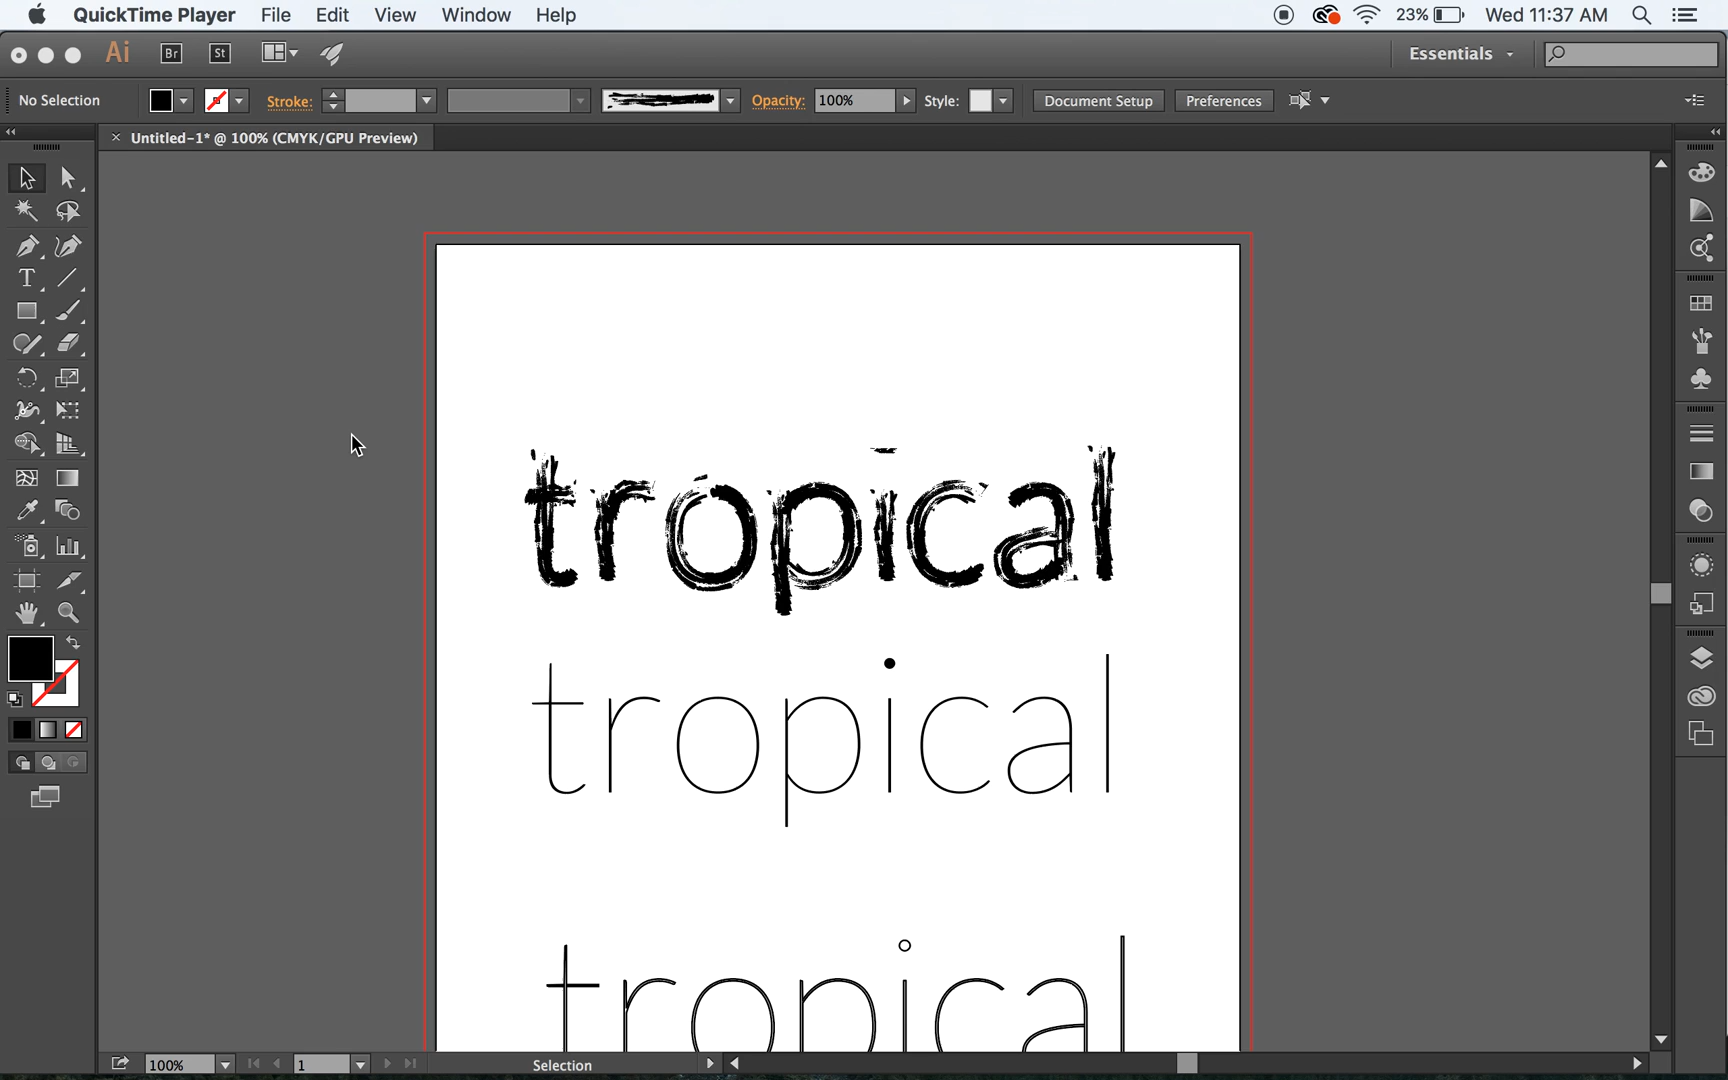 QuickTime Player File Edit View Window Help 23% Wed 11:37 AM
Ai Br St Essentials
No Selection Stroke: Opacity: 100% Style: Document Setup Preferences
× Untitled-1* @ 100% (CMYK/GPU Preview)
T
tropical
tropical
tropical
100% 1 Selection